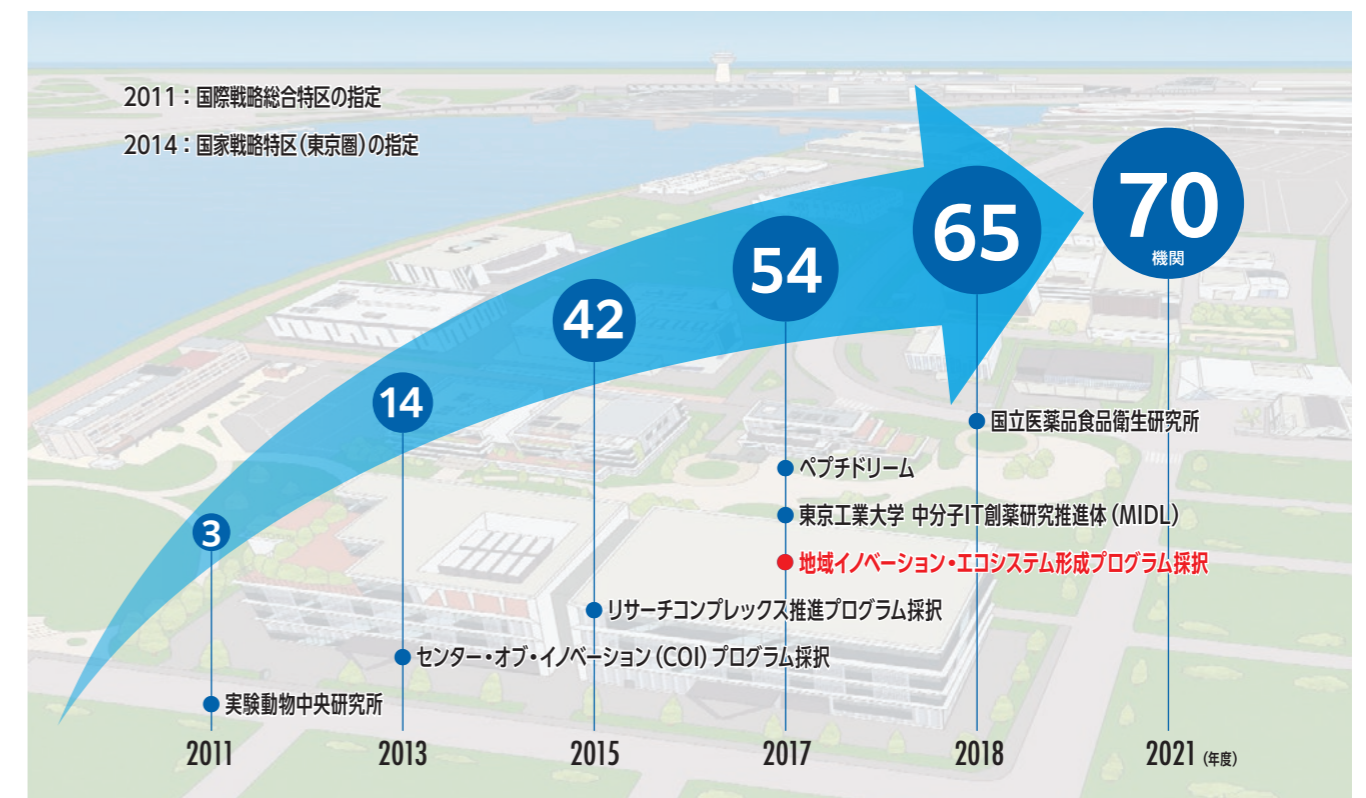 2011：国際戦略総合特区の指定
2014：国家戦略特区（東京圏）の指定
70
機関
65
54
42
14
3
国立医薬品食品衛生研究所
ペプチドリーム
東京工業大学 中分子IT創薬研究推進体（MIDL）
地域イノベーション・エコシステム形成プログラム採択
リサーチコンプレックス推進プログラム採択
センター・オブ・イノベーション（COI）プログラム採択
実験動物中央研究所
2011 2013 2015 2017 2018 2021（年度）